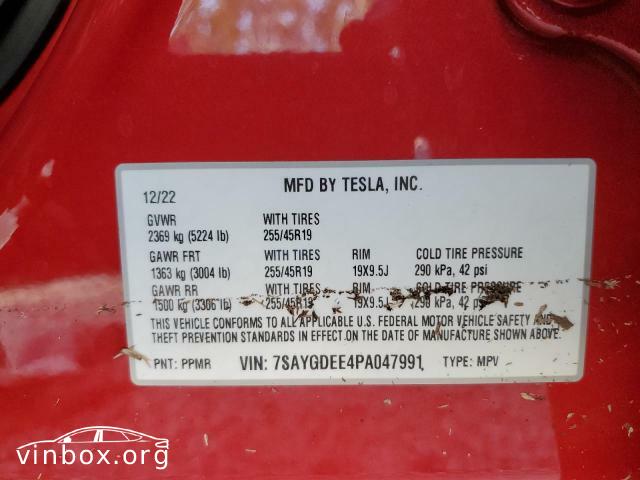 MFD BY TESLA, INC.
12/22
GVWR WITH TIRES
2369 kg (5224 lb) 255/45R19
GAWR FRT WITH TIRES RIM COLD TIRE PRESSURE
1363 kg (3004 lb) 255/45R19 19X9.5J 290 kPa, 42 psi
GAWR RR WITH TIRES RIM COLD TIRE PRESSURE
1500 kg (3306 lb) 255/45R19 19X9.5J 290 kPa, 42 psi
THIS VEHICLE CONFORMS TO ALL APPLICABLE U.S. FEDERAL MOTOR VEHICLE SAFETY AND
THEFT PREVENTION STANDARDS IN EFFECT ON THE DATE OF MANUFACTURE SHOWN ABOVE.
PNT: PPMR VIN: 7SAYGDEE4PA047991 TYPE: MPV
vinbox.org